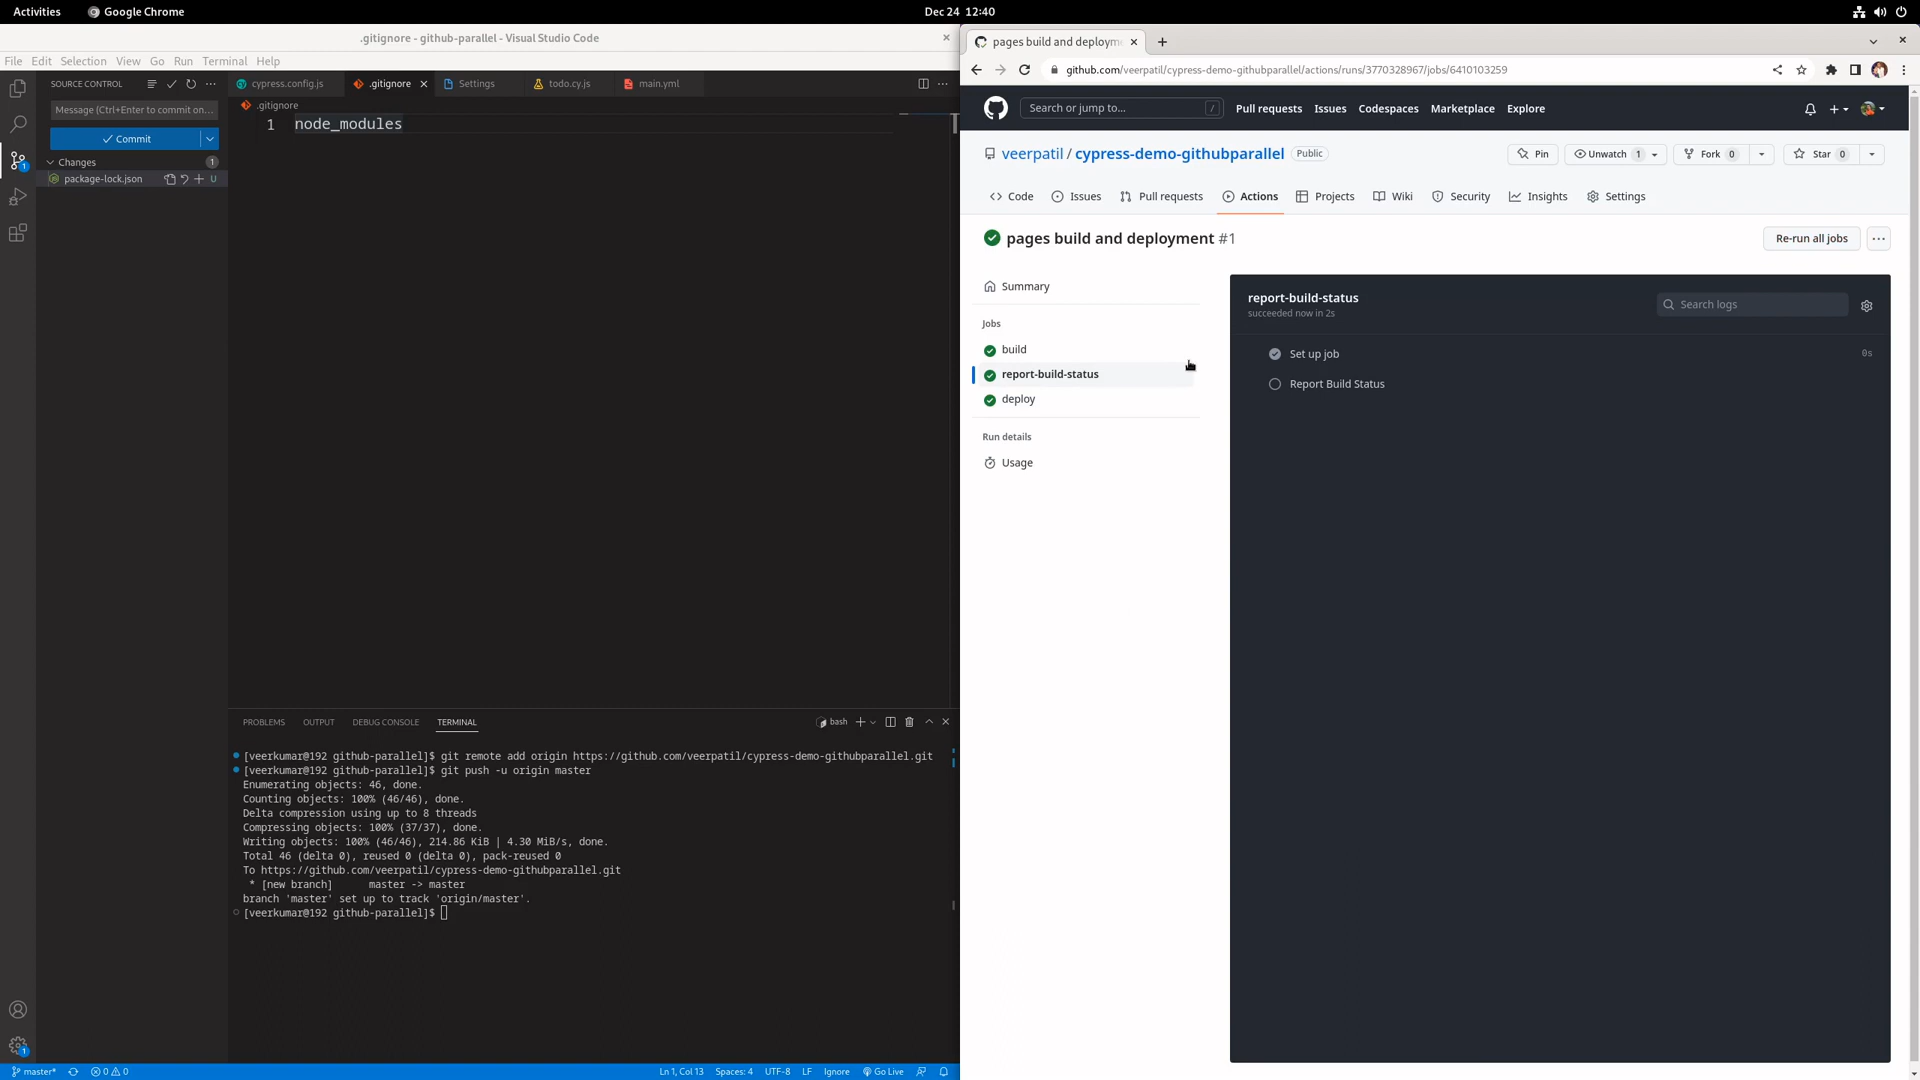 Activities
Google Chrome
Dec 24 12:40
.gitignore - github-parallel - Visual Studio Code
File Edit Selection View Go Run Terminal Help
SOURCE CONTROL
Message (Ctrl+Enter to commit on...
Commit
Changes
1
package-lock.json
U
1
cypress.config.js
.gitignore
Settings
todo.cy.js
main.yml
.gitignore
1 node_modules
PROBLEMS OUTPUT DEBUG CONSOLE TERMINAL
bash
[veerkumar@192 github-parallel]$ git remote add origin https://github.com/veerpatil/cypress-demo-githubparallel.git
[veerkumar@192 github-parallel]$ git push -u origin master
Enumerating objects: 46, done.
Counting objects: 100% (46/46), done.
Delta compression using up to 8 threads
Compressing objects: 100% (37/37), done.
Writing objects: 100% (46/46), 214.86 KiB | 4.30 MiB/s, done.
Total 46 (delta 0), reused 0 (delta 0), pack-reused 0
To https://github.com/veerpatil/cypress-demo-githubparallel.git
* [new branch] master -> master
branch 'master' set up to track 'origin/master'.
[veerkumar@192 github-parallel]$
1
master* 0 0 Ln 1, Col 13 Spaces: 4 UTF-8 LF Ignore Go Live
pages build and deploym
github.com/veerpatil/cypress-demo-githubparallel/actions/runs/3770328967/jobs/6410103259
Search or jump to... /
Pull requests Issues Codespaces Marketplace Explore
veerpatil / cypress-demo-githubparallel Public
Pin
Unwatch 1
Fork 0
Star 0
Code Issues Pull requests Actions Projects Wiki Security Insights Settings
pages build and deployment #1
Re-run all jobs
Summary
Jobs
build
report-build-status
deploy
Run details
Usage
report-build-status
succeeded now in 2s
Search logs
Set up job 0s
Report Build Status